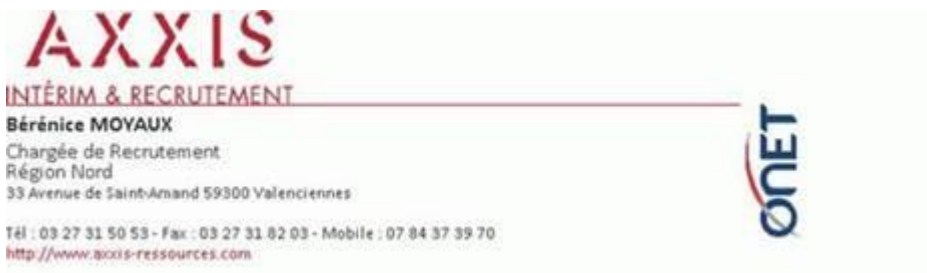 AXXIS
INTÉRIM & RECRUTEMENT
Bérénice MOYAUX
Chargée de Recrutement
Région Nord
33 Avenue de Saint-Amand 59300 Valenciennes
Tél : 03 27 31 50 53 - Fax : 03 27 31 82 03 - Mobile : 07 84 37 39 70
http://www.axxis-ressources.com
ONET